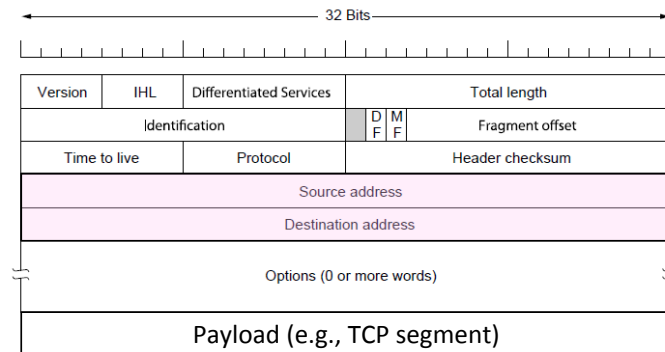 32 Bits
Version IHL Differentiated Services Total length
Identification D F M F Fragment offset
Time to live Protocol Header checksum
Source address
Destination address
Options (0 or more words)
Payload (e.g., TCP segment)